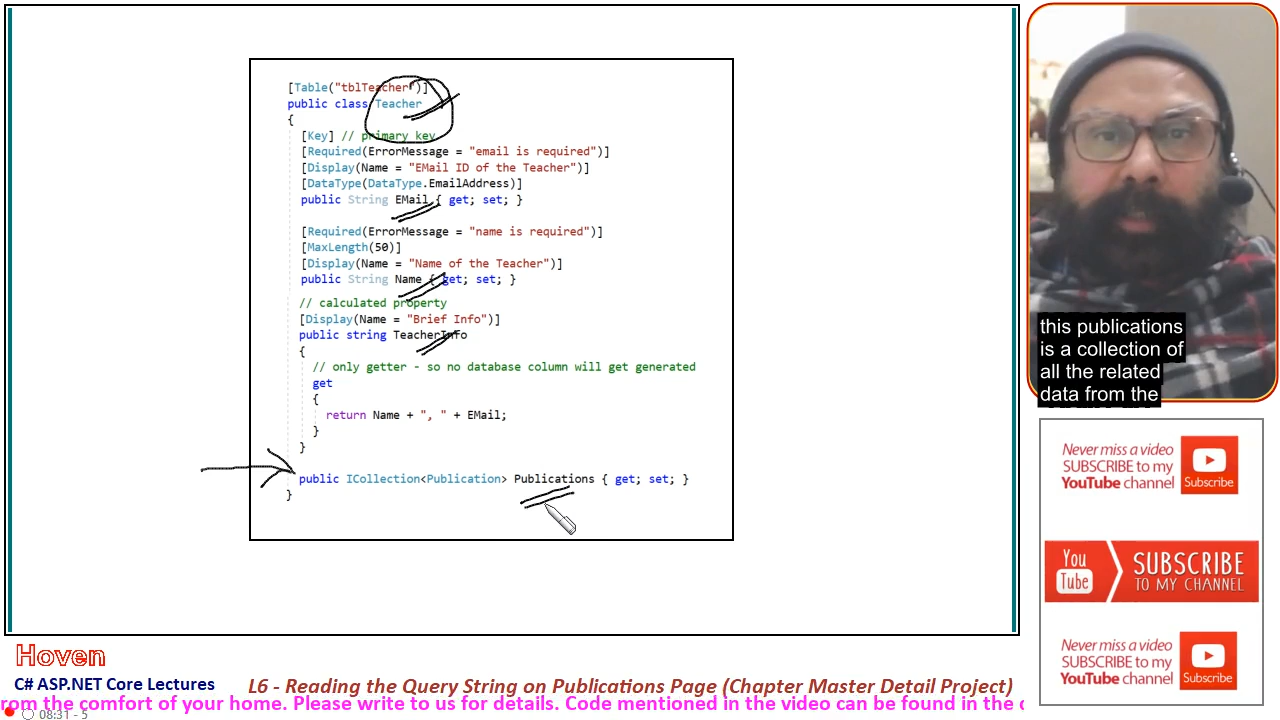 [Table("tblTeacher")]
public class Teacher
{
[Key] // primary key
[Required(ErrorMessage = "email is required")]
[Display(Name = "EMail ID of the Teacher")]
[DataType(DataType.EmailAddress)]
public String EMail { get; set; }
[Required(ErrorMessage = "name is required")]
[MaxLength(50)]
[Display(Name = "Name of the Teacher")]
public String Name { get; set; }
// calculated property
[Display(Name = "Brief Info")]
public string TeacherInfo
{
// only getter - so no database column will get generated
get
{
return Name + ", " + EMail;
}
}
public ICollection<Publication> Publications { get; set; }
}
this publications
is a collection of
all the related
data from the
Never miss a video
SUBSCRIBE to my
YouTube channel
Subscribe
You
Tube
SUBSCRIBE
TO MY CHANNEL
Never miss a video
SUBSCRIBE to my
YouTube channel
Subscribe
Hoven
C# ASP.NET Core Lectures
L6 - Reading the Query String on Publications Page (Chapter Master Detail Project)
rom the comfort of your home. Please write to us for details. Code mentioned in the video can be found in the
08:31 - 5